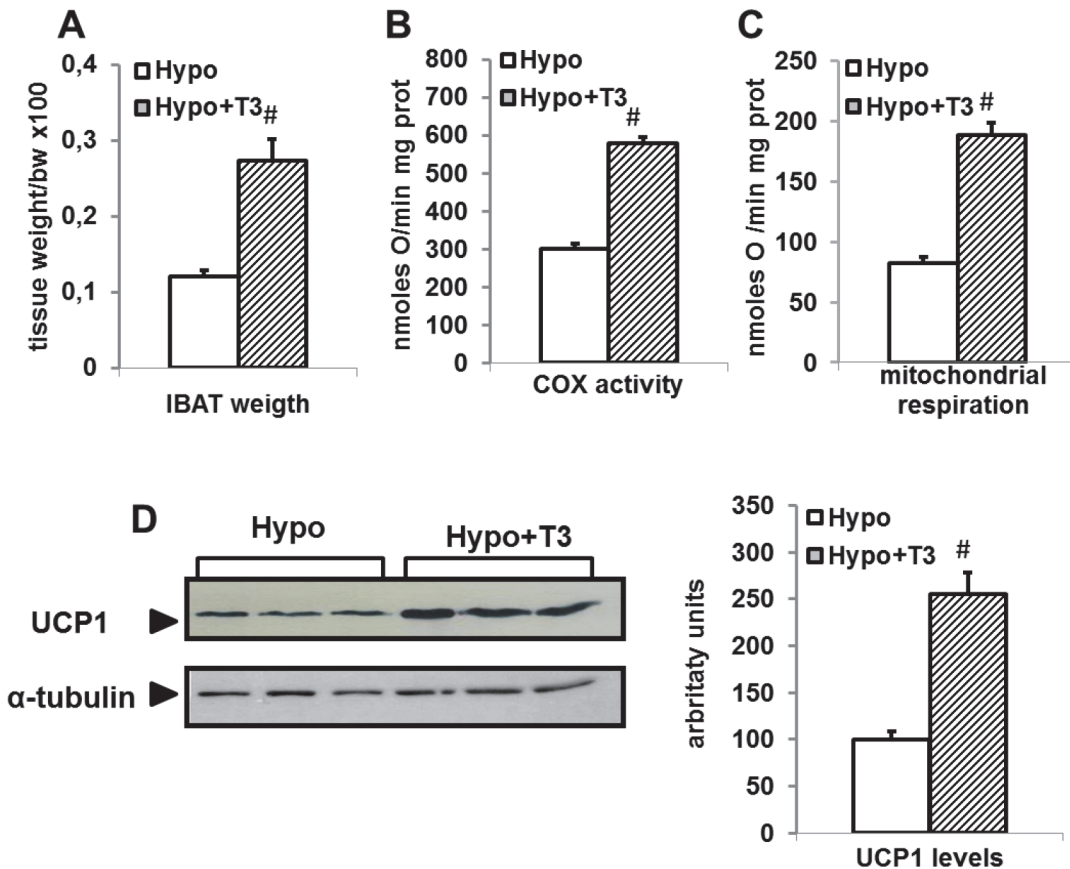 A
0,4
0,3
0,2
0,1
0
tissue weight/bw x100
Hypo
Hypo+T3
#
IBAT weigth
B
800
700
600
500
400
300
200
100
0
nmoles O/min mg prot
Hypo
Hypo+T3
#
COX activity
C
250
200
150
100
50
0
nmoles O /min mg prot
Hypo
Hypo+T3
#
mitochondrial
respiration
D
Hypo
Hypo+T3
UCP1
α-tubulin
350
300
250
200
150
100
50
0
arbritaty units
Hypo
Hypo+T3
#
UCP1 levels